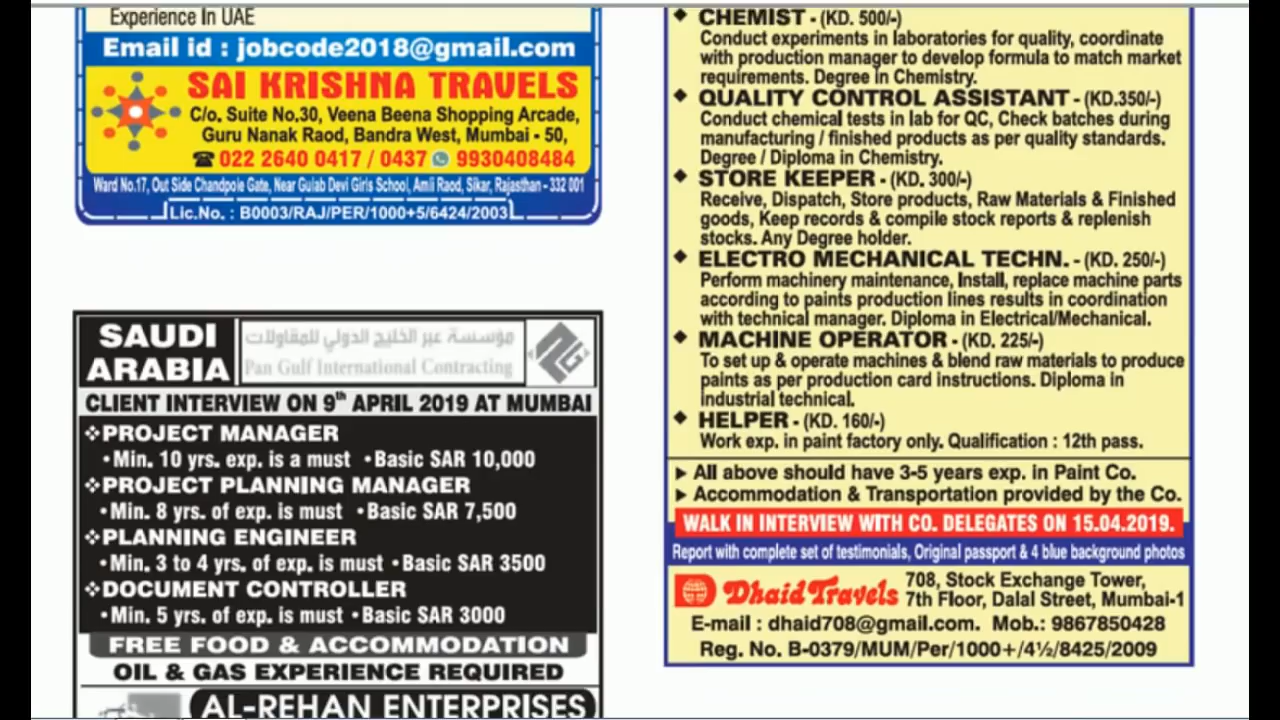 Experience In UAE
Email id : jobcode2018@gmail.com
SAI KRISHNA TRAVELS
C/o. Suite No.30, Veena Beena Shopping Arcade,
Guru Nanak Raod, Bandra West, Mumbai - 50,
022 2640 0417 / 0437 9930408484
Ward No.17, Out Side Chandpole Gate, Near Gulab Devi Girls School, Amil Raod, Sikar, Rajasthan - 332 001
Lic.No. : B0003/RAJ/PER/1000+5/6424/2003
SAUDI
ARABIA
مؤسسة عبر الخليج الدولي للمقاولات
Pan Gulf International Contracting
CLIENT INTERVIEW ON 9th APRIL 2019 AT MUMBAI
❖PROJECT MANAGER
•Min. 10 yrs. exp. is a must •Basic SAR 10,000
❖PROJECT PLANNING MANAGER
•Min. 8 yrs. of exp. is must •Basic SAR 7,500
❖PLANNING ENGINEER
•Min. 3 to 4 yrs. of exp. is must •Basic SAR 3500
❖DOCUMENT CONTROLLER
•Min. 5 yrs. of exp. is must •Basic SAR 3000
FREE FOOD & ACCOMMODATION
OIL & GAS EXPERIENCE REQUIRED
AL-REHAN ENTERPRISES
◆ CHEMIST - (KD. 500/-)
Conduct experiments in laboratories for quality, coordinate
with production manager to develop formula to match market
requirements. Degree in Chemistry.
◆ QUALITY CONTROL ASSISTANT - (KD.350/-)
Conduct chemical tests in lab for QC, Check batches during
manufacturing / finished products as per quality standards.
Degree / Diploma in Chemistry.
◆ STORE KEEPER - (KD. 300/-)
Receive, Dispatch, Store products, Raw Materials & Finished
goods, Keep records & compile stock reports & replenish
stocks. Any Degree holder.
◆ ELECTRO MECHANICAL TECHN. - (KD. 250/-)
Perform machinery maintenance, Install, replace machine parts
according to paints production lines results in coordination
with technical manager. Diploma in Electrical/Mechanical.
◆ MACHINE OPERATOR - (KD. 225/-)
To set up & operate machines & blend raw materials to produce
paints as per production card instructions. Diploma in
industrial technical.
◆ HELPER - (KD. 160/-)
Work exp. in paint factory only. Qualification : 12th pass.
➤ All above should have 3-5 years exp. in Paint Co.
➤ Accommodation & Transportation provided by the Co.
WALK IN INTERVIEW WITH CO. DELEGATES ON 15.04.2019.
Report with complete set of testimonials, Original passport & 4 blue background photos
Dhaid Travels
708, Stock Exchange Tower,
7th Floor, Dalal Street, Mumbai-1
E-mail : dhaid708@gmail.com. Mob.: 9867850428
Reg. No. B-0379/MUM/Per/1000+/4½/8425/2009